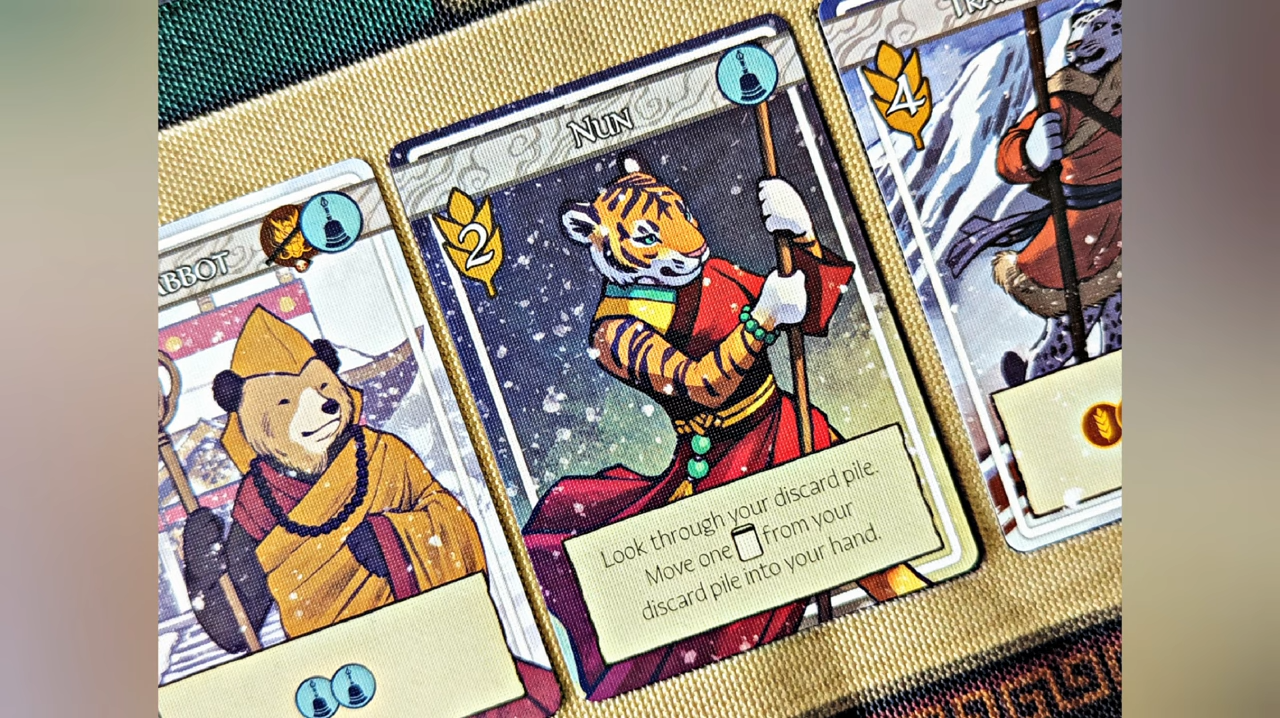 ABBOT
NUN
2
Look through your discard pile.
Move one from your
discard pile into your hand.
4